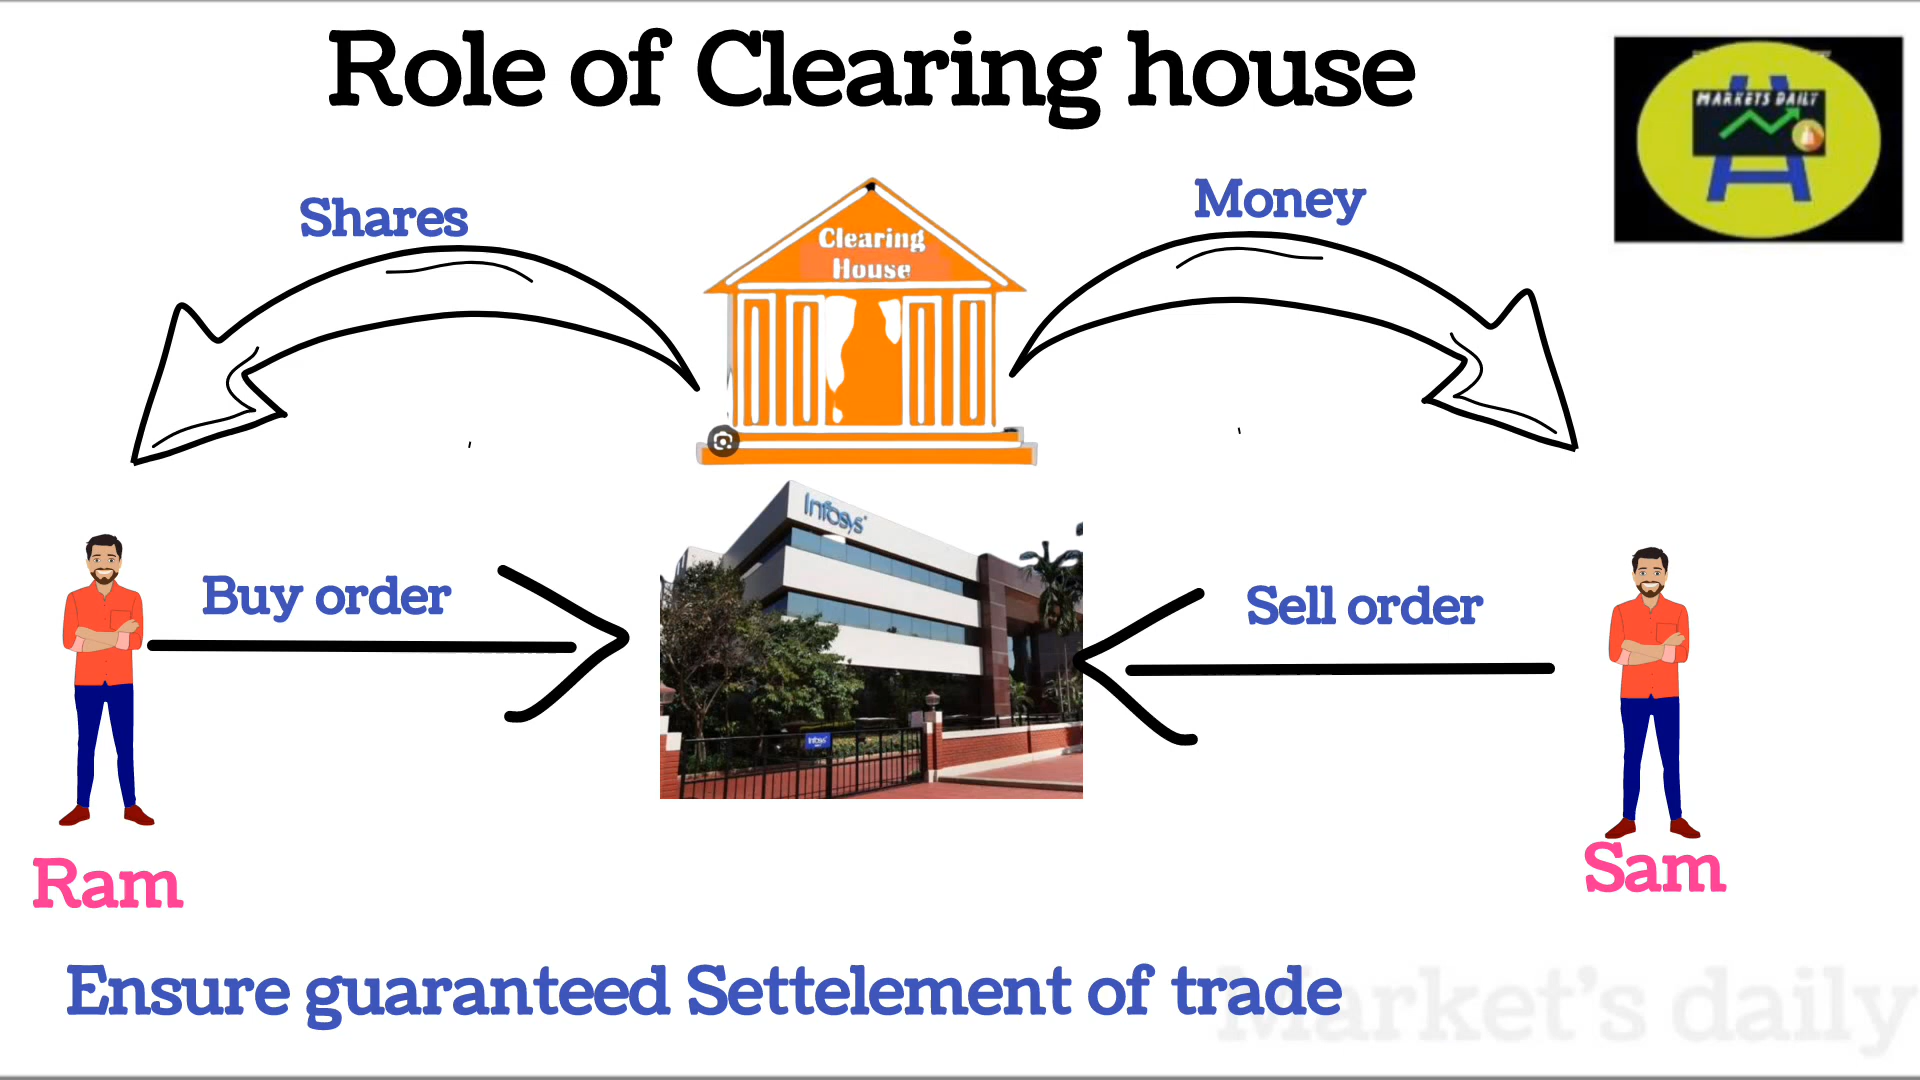 Role of Clearing house
MARKETS DAILY
Shares
Money
Clearing
House
Infosys
Buy order
Sell order
Infosys
Ram
Sam
Ensure guaranteed Settelement of trade
Market's daily